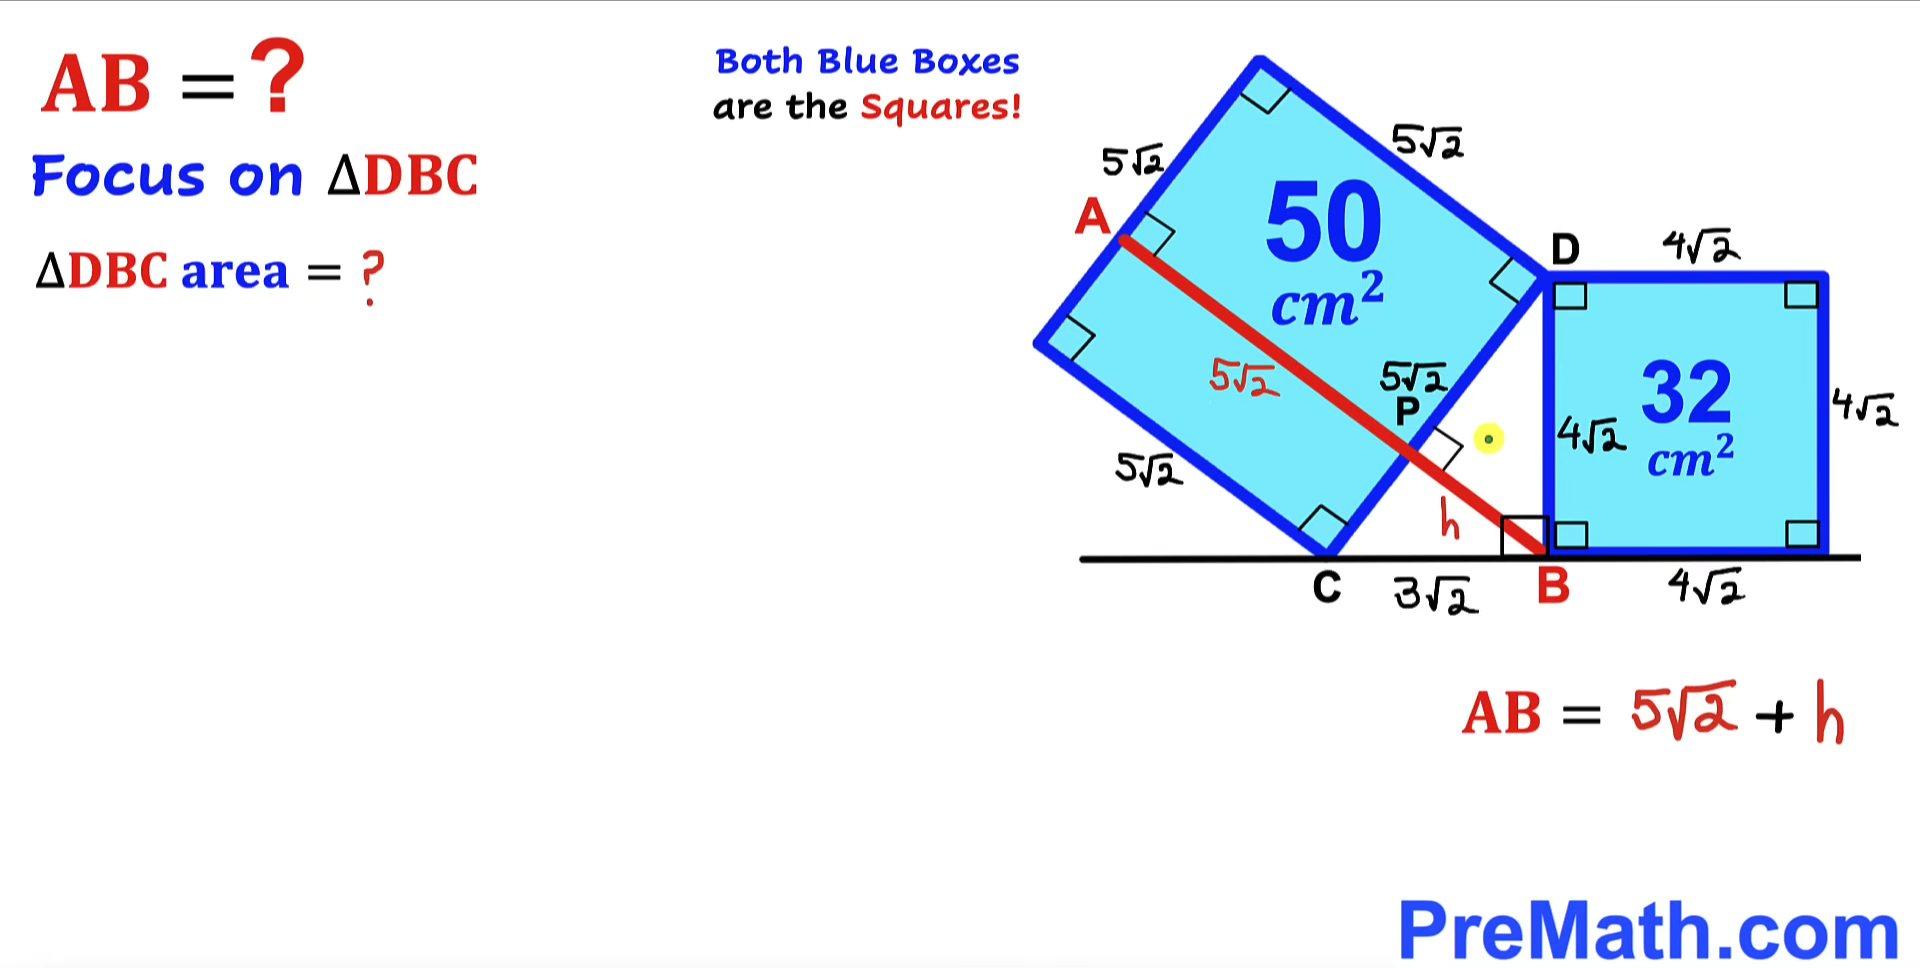 AB = ?
Focus on ΔDBC
ΔDBC area = ?
Both Blue Boxes
are the Squares!
5√2
5√2
A
50
cm²
D
4√2
5√2
5√2
P
32
cm²
4√2
4√2
5√2
h
C
3√2
B
4√2
AB = 5√2 + h
PreMath.com